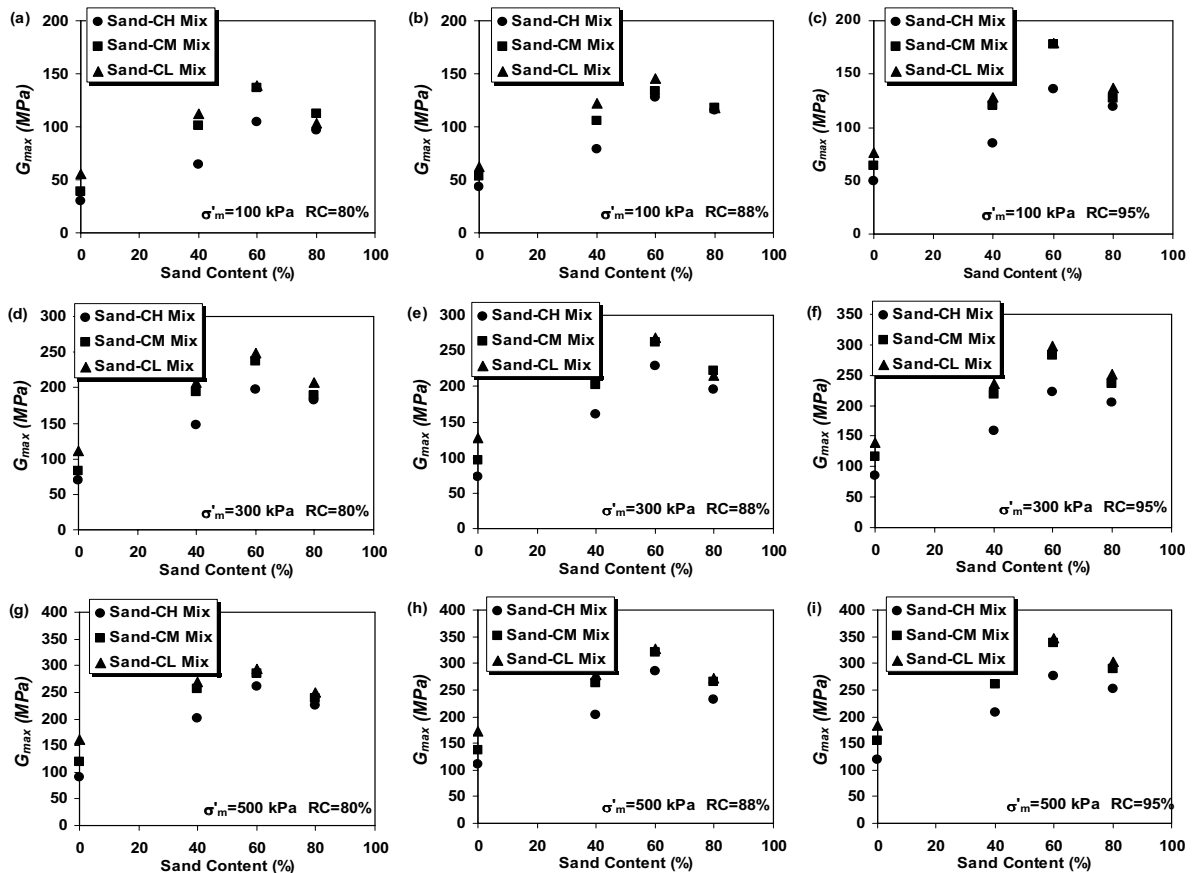 (a)
Sand-CH Mix
Sand-CM Mix
Sand-CL Mix
200
150
100
50
0
G_max (MPa)
σ'm=100 kPa RC=80%
0 20 40 60 80 100
Sand Content (%)
(b)
Sand-CH Mix
Sand-CM Mix
Sand-CL Mix
200
150
100
50
0
G_max (MPa)
σ'm=100 kPa RC=88%
0 20 40 60 80 100
Sand Content (%)
(c)
Sand-CH Mix
Sand-CM Mix
Sand-CL Mix
200
150
100
50
0
G_max (MPa)
σ'm=100 kPa RC=95%
0 20 40 60 80 100
Sand Content (%)
(d)
Sand-CH Mix
Sand-CM Mix
Sand-CL Mix
300
250
200
150
100
50
0
G_max (MPa)
σ'm=300 kPa RC=80%
0 20 40 60 80 100
Sand Content (%)
(e)
Sand-CH Mix
Sand-CM Mix
Sand-CL Mix
300
250
200
150
100
50
0
G_max (MPa)
σ'm=300 kPa RC=88%
0 20 40 60 80 100
Sand Content (%)
(f)
Sand-CH Mix
Sand-CM Mix
Sand-CL Mix
350
300
250
200
150
100
50
0
G_max (MPa)
σ'm=300 kPa RC=95%
0 20 40 60 80 100
Sand Content (%)
(g)
Sand-CH Mix
Sand-CM Mix
Sand-CL Mix
400
350
300
250
200
150
100
50
0
G_max (MPa)
σ'm=500 kPa RC=80%
0 20 40 60 80 100
Sand Content (%)
(h)
Sand-CH Mix
Sand-CM Mix
Sand-CL Mix
400
350
300
250
200
150
100
50
0
G_max (MPa)
σ'm=500 kPa RC=88%
0 20 40 60 80 100
Sand Content (%)
(i)
Sand-CH Mix
Sand-CM Mix
Sand-CL Mix
400
350
300
250
200
150
100
50
0
G_max (MPa)
σ'm=500 kPa RC=95%
0 20 40 60 80 100
Sand Content (%)